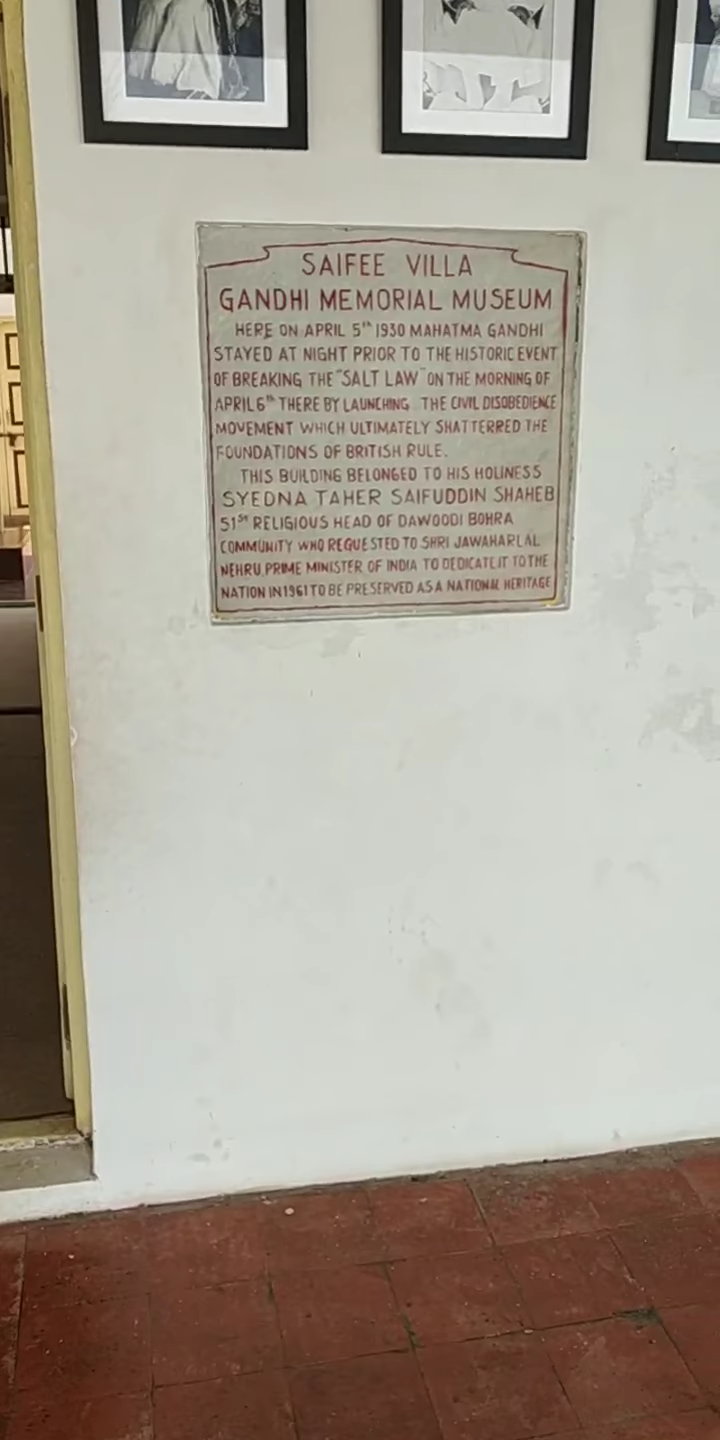 SAIFEE VILLA
GANDHI MEMORIAL MUSEUM
HERE ON APRIL 5TH 1930 MAHATMA GANDHI
STAYED AT NIGHT PRIOR TO THE HISTORIC EVENT
OF BREAKING THE "SALT LAW" ON THE MORNING OF
APRIL 6TH THERE BY LAUNCHING THE CIVIL DISOBEDIENCE
MOVEMENT WHICH ULTIMATELY SHATTERRED THE
FOUNDATIONS OF BRITISH RULE.
THIS BUILDING BELONGED TO HIS HOLINESS
SYEDNA TAHER SAIFUDDIN SHAHEB
51ST RELIGIOUS HEAD OF DAWOODI BOHRA
COMMUNITY WHO REQUESTED TO SHRI JAWAHARLAL
NEHRU, PRIME MINISTER OF INDIA TO DEDICATE IT TO THE
NATION IN 1961 TO BE PRESERVED AS A NATIONAL HERITAGE